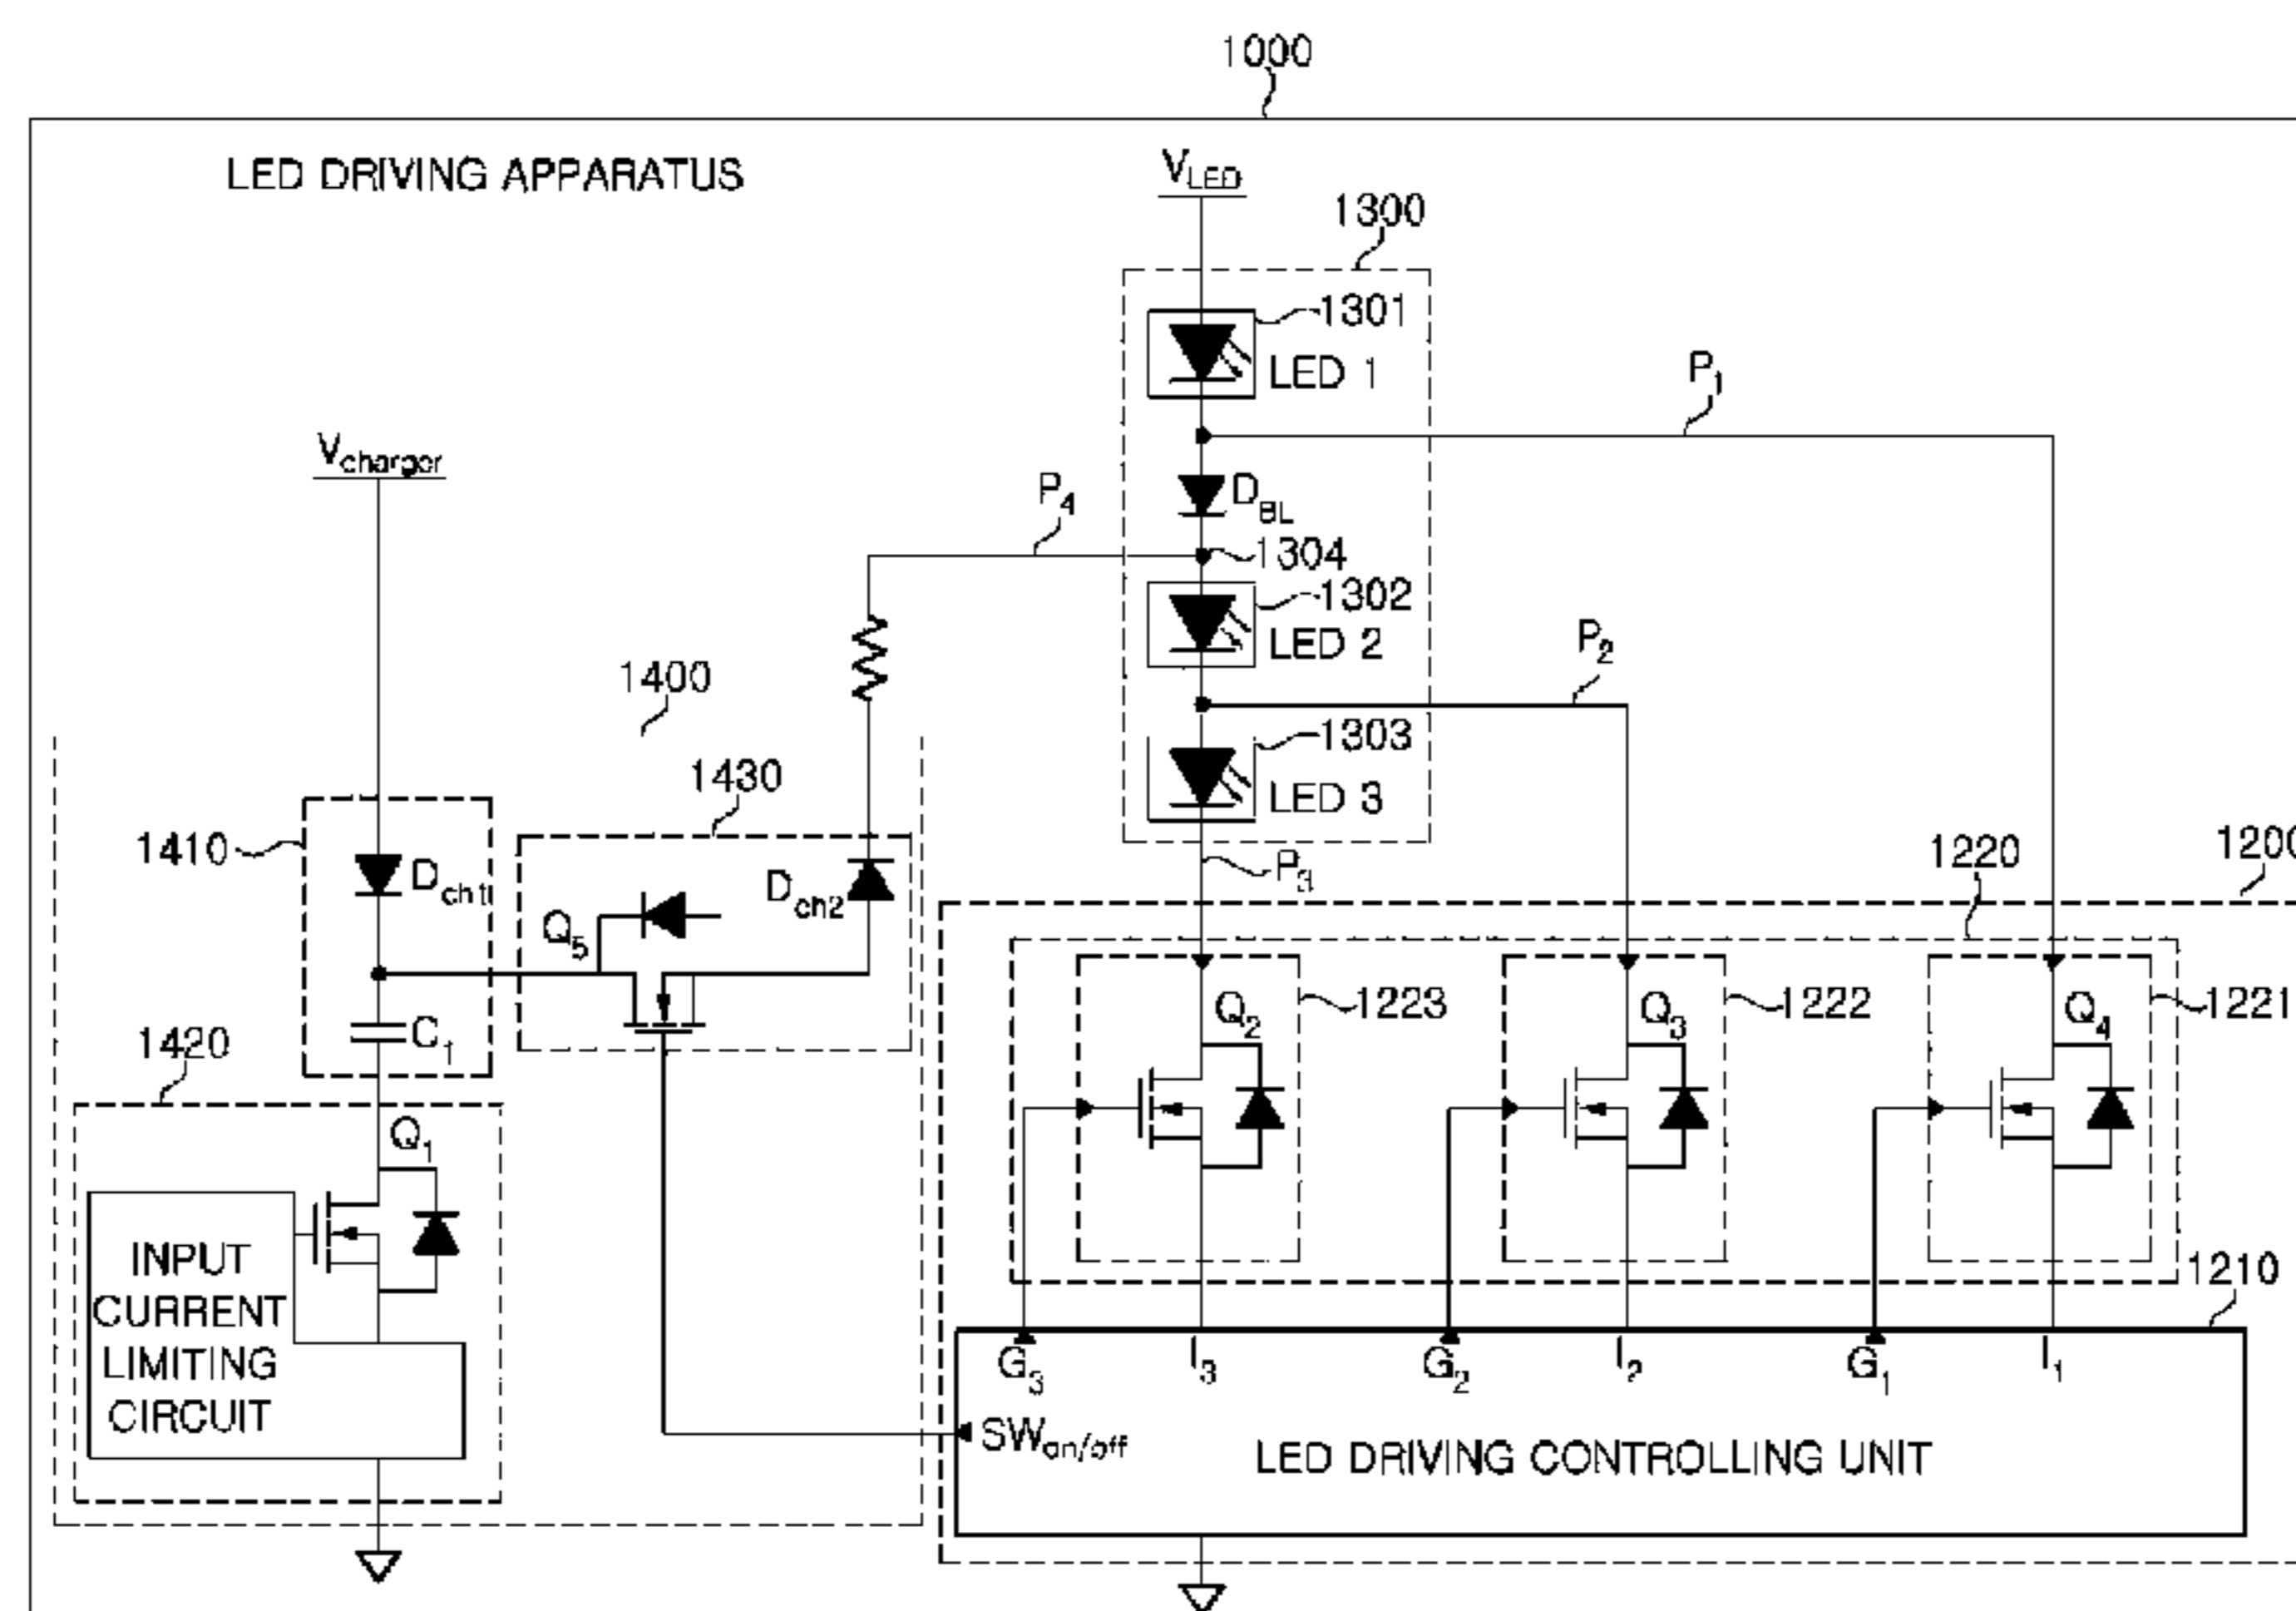 1000
LED DRIVING APPARATUS
V_LED
1300
1301
LED 1
P1
Vcharger
P4
DBL
1304
1302
LED 2
P2
1400
1303
LED 3
1430
1410
Dch1
Q5
Dch2
P3
1220
C1
1420
Q1
INPUT
CURRENT
LIMITING
CIRCUIT
Q2
1223
Q3
1222
Q4
1221
1210
G3
I3
G2
I2
G1
I1
SWon/off
LED DRIVING CONTROLLING UNIT